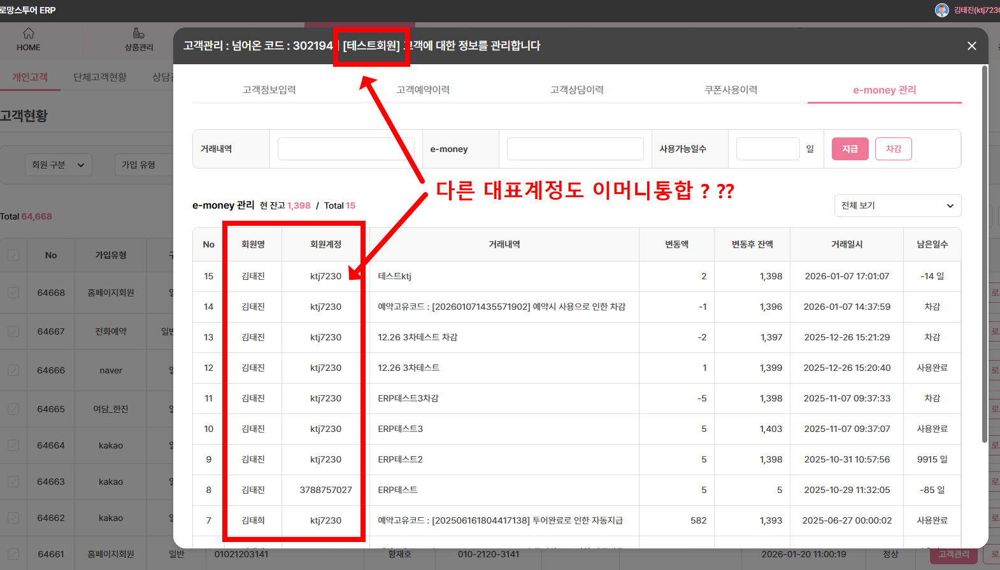 로망스투어 ERP
김태진(ktj7230
HOME
상품관리
고객관리 : 넘어온 코드 : 302194 [테스트회원] 고객에 대한 정보를 관리합니다
개인고객 단체고객현황
고객정보입력 고객예약이력 고객상담이력 쿠폰사용이력 e-money 관리
고객현황
거래내역 e-money 사용가능일수 일 지급 차감
회원 구분 가입 유형
다른 대표계정도 이머니통합 ? ??
e-money 관리 현 잔고 1,398 / Total 15
전체 보기
Total 64,668
No 회원명 회원계정 거래내역 변동액 변동후 잔액 거래일시 남은일수
15 김태진 ktj7230 테스트ktj 2 1,398 2026-01-07 17:01:07 -14 일
14 김태진 ktj7230 예약고유코드 : [202601071435571902] 예약시 사용으로 인한 차감 -1 1,396 2026-01-07 14:37:59 차감
13 김태진 ktj7230 12.26 3차테스트 차감 -2 1,397 2025-12-26 15:21:29 차감
12 김태진 ktj7230 12.26 3차테스트 1 1,399 2025-12-26 15:20:40 사용완료
11 김태진 ktj7230 ERP테스트3차감 -5 1,398 2025-11-07 09:37:33 차감
10 김태진 ktj7230 ERP테스트3 5 1,403 2025-11-07 09:37:07 사용완료
9 김태진 ktj7230 ERP테스트2 5 1,398 2025-10-31 10:57:56 9915 일
8 김태진 3788757027 ERP테스트 5 5 2025-10-29 11:32:05 -85 일
7 김태희 ktj7230 예약고유코드 : [202506161804417138] 투어완료로 인한 자동지급 582 1,393 2025-06-27 00:00:02 사용완료
No 가입유형
64668 홈페이지회원
64667 전화예약
64666 naver
64665 여담_한진
64664 kakao
64663 kakao
64662 kakao
64661 홈페이지회원 일반 01021203141 황재호 010-2120-3141 2026-01-20 11:00:19 정상 고객관리